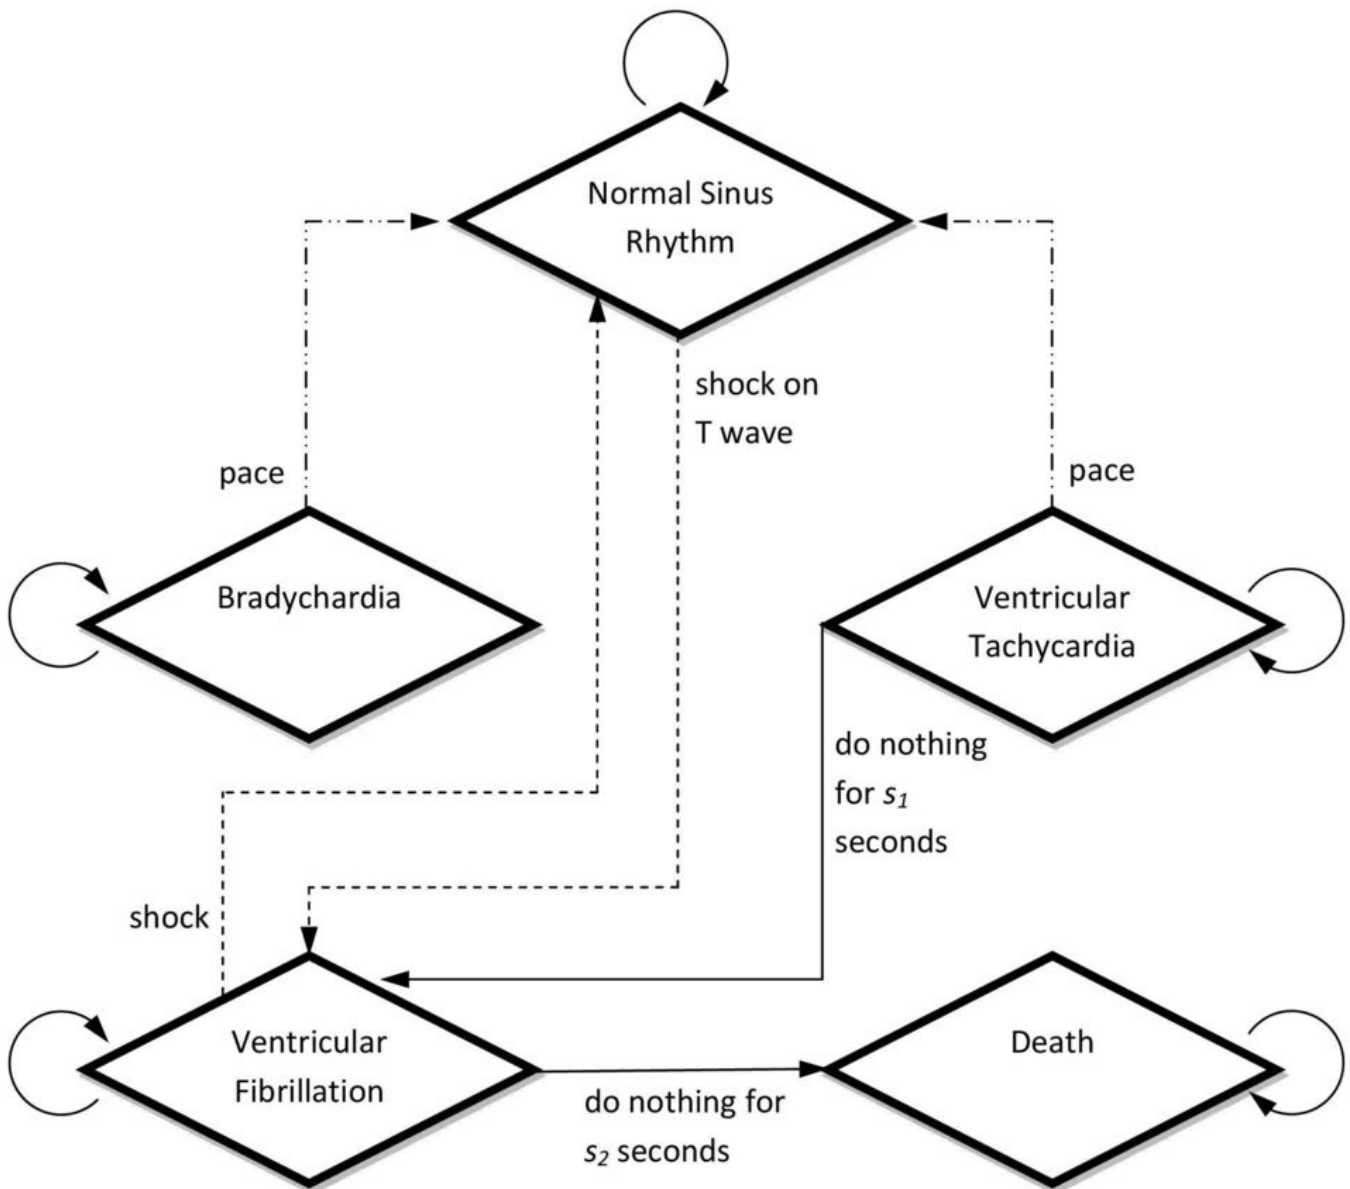 Normal Sinus
Rhythm
shock on
T wave
pace
pace
Bradychardia
Ventricular
Tachycardia
do nothing
for s1
seconds
shock
Ventricular
Fibrillation
Death
do nothing for
s2 seconds